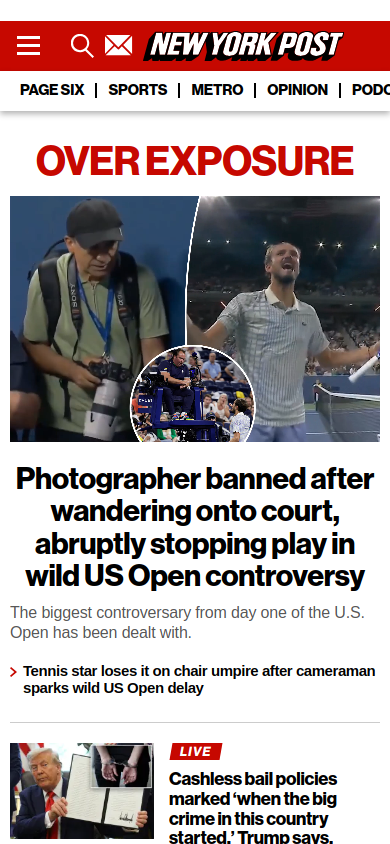 NEW YORK POST
PAGE SIX | SPORTS | METRO | OPINION | PODC
OVER EXPOSURE
SONY
Photographer banned after
wandering onto court,
abruptly stopping play in
wild US Open controversy
The biggest controversary from day one of the U.S.
Open has been dealt with.
Tennis star loses it on chair umpire after cameraman
sparks wild US Open delay
LIVE
Cashless bail policies
marked ‘when the big
crime in this country
started,’ Trump says,